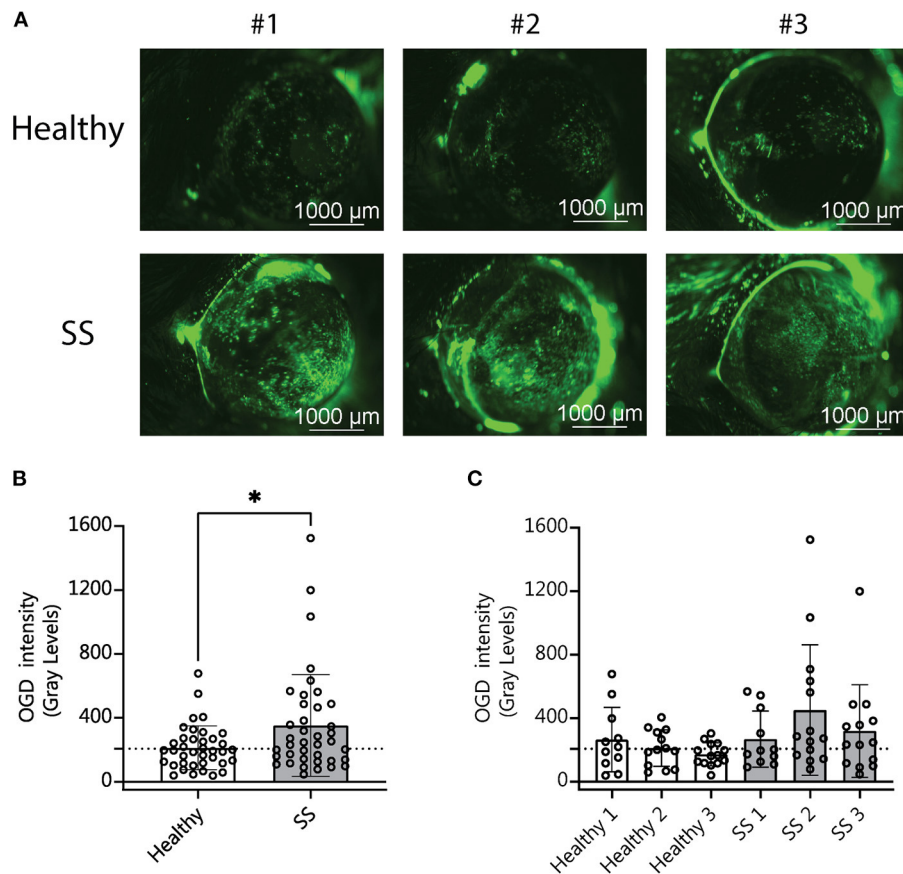 A
#1 #2 #3
Healthy
1000 µm 1000 µm 1000 µm
SS
1000 µm 1000 µm 1000 µm
B
*
OGD intensity
(Gray Levels)
1600
1200
800
400
0
Healthy
SS
C
OGD intensity
(Gray Levels)
1600
1200
800
400
0
Healthy 1
Healthy 2
Healthy 3
SS 1
SS 2
SS 3